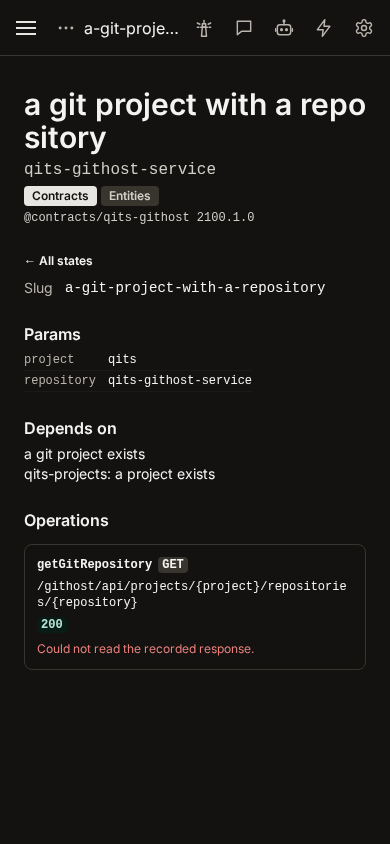 ... a-git-proje...
a git project with a repo
sitory
qits-githost-service
Contracts Entities
@contracts/qits-githost 2100.1.0
← All states
Slug a-git-project-with-a-repository
Params
project qits
repository qits-githost-service
Depends on
a git project exists
qits-projects: a project exists
Operations
getGitRepository GET
/githost/api/projects/{project}/repositorie
s/{repository}
200
Could not read the recorded response.